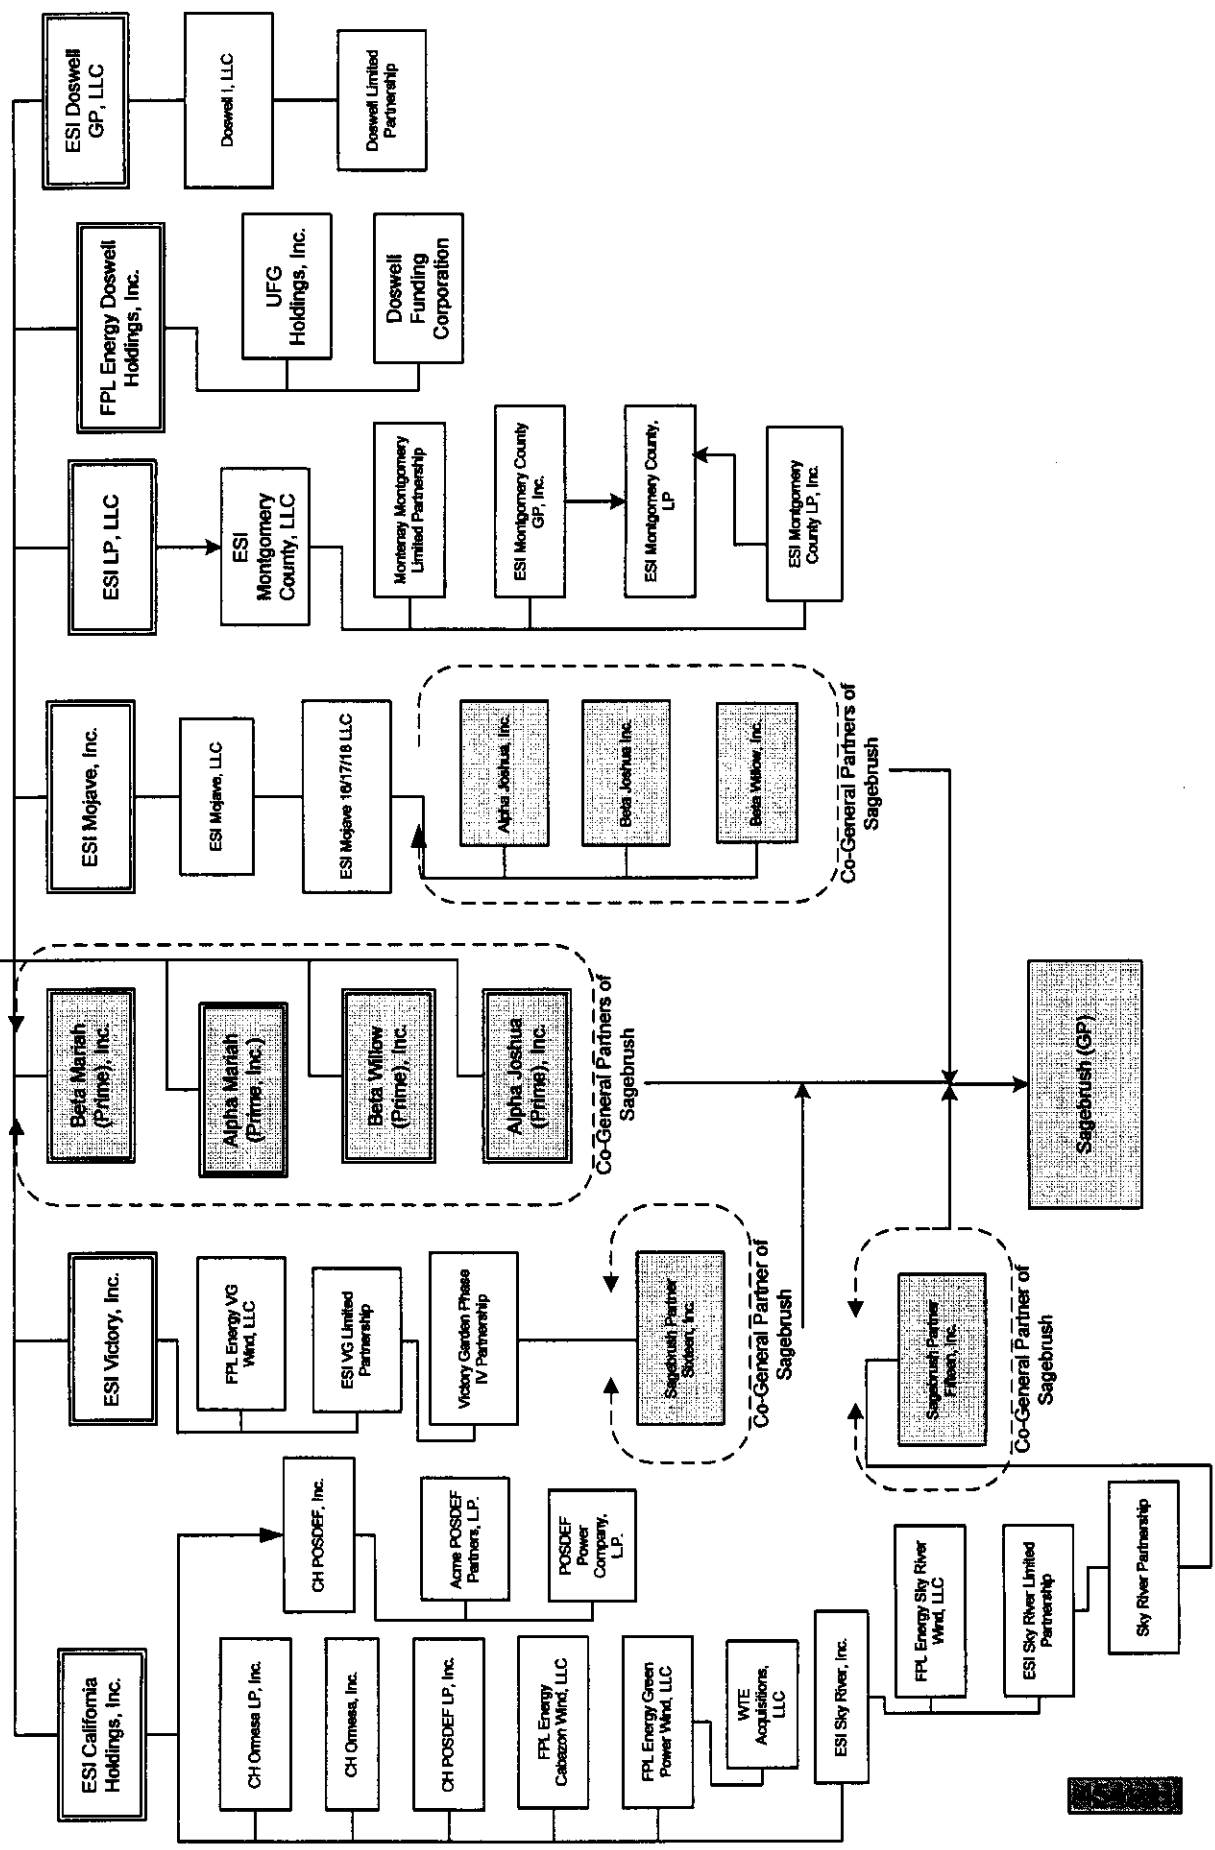 ESI California
Holdings, Inc.
CH Ormesa LP, Inc.
CH Ormesa, Inc.
CH POSDEF LP, Inc.
FPL Energy
Cabazon Wind, LLC
FPL Energy Green
Power Wind, LLC
WTE
Acquisitions,
LLC
ESI Sky River, Inc.
FPL Energy Sky River
Wind, LLC
ESI Sky River Limited
Partnership
Sky River Partnership
CH POSDEF, Inc.
Acme POSDEF
Partners, L.P.
POSDEF
Power
Company,
L.P.
ESI Victory, Inc.
FPL Energy VG
Wind, LLC
ESI VG Limited
Partnership
Victory Garden Phase
IV Partnership
Sagebrush Partner
Sixteen, Inc.
Co-General Partner of
Sagebrush
Sagebrush Partner
Fifteen, Inc.
Co-General Partner of
Sagebrush
Beta Mariah
(Prime), Inc.
Alpha Mariah
(Prime, Inc.)
Beta Willow
(Prime), Inc.
Alpha Joshua
(Prime), Inc.
Co-General Partners of
Sagebrush
Sagebrush (GP)
ESI Mojave, Inc.
ESI Mojave, LLC
ESI Mojave 16/17/18 LLC
Alpha Joshua, Inc.
Beta Joshua Inc.
Beta Willow, Inc.
Co-General Partners of
Sagebrush
ESI LP, LLC
ESI
Montgomery
County, LLC
Montenay Montgomery
Limited Partnership
ESI Montgomery County
GP, Inc.
ESI Montgomery County,
LP
ESI Montgomery
County LP, Inc.
FPL Energy Doswell
Holdings, Inc.
UFG
Holdings, Inc.
Doswell
Funding
Corporation
ESI Doswell
GP, LLC
Doswell I, LLC
Doswell Limited
Partnership